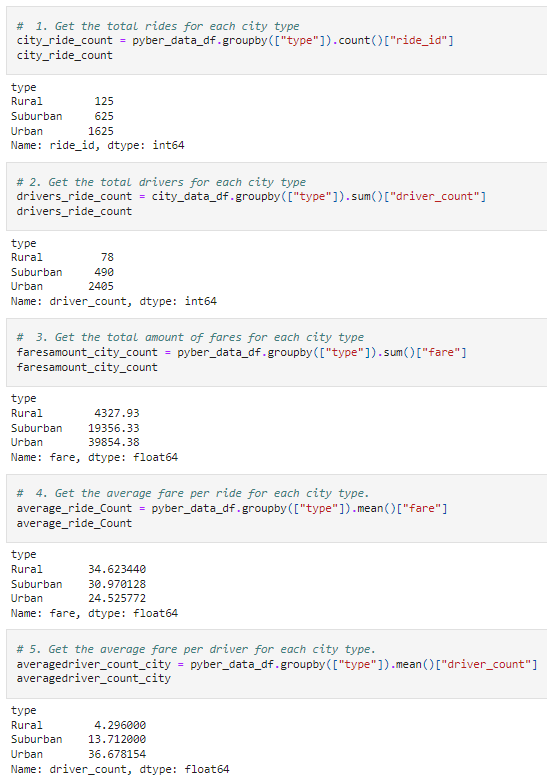 #  1. Get the total rides for each city type
city_ride_count = pyber_data_df.groupby(["type"]).count()["ride_id"]
city_ride_count
type
Rural        125
Suburban     625
Urban       1625
Name: ride_id, dtype: int64
# 2. Get the total drivers for each city type
drivers_ride_count = city_data_df.groupby(["type"]).sum()["driver_count"]
drivers_ride_count
type
Rural         78
Suburban     490
Urban       2405
Name: driver_count, dtype: int64
#  3. Get the total amount of fares for each city type
faresamount_city_count = pyber_data_df.groupby(["type"]).sum()["fare"]
faresamount_city_count
type
Rural        4327.93
Suburban    19356.33
Urban       39854.38
Name: fare, dtype: float64
#  4. Get the average fare per ride for each city type.
average_ride_Count = pyber_data_df.groupby(["type"]).mean()["fare"]
average_ride_Count
type
Rural       34.623440
Suburban    30.970128
Urban       24.525772
Name: fare, dtype: float64
# 5. Get the average fare per driver for each city type.
averagedriver_count_city = pyber_data_df.groupby(["type"]).mean()["driver_count"]
averagedriver_count_city
type
Rural        4.296000
Suburban    13.712000
Urban       36.678154
Name: driver_count, dtype: float64